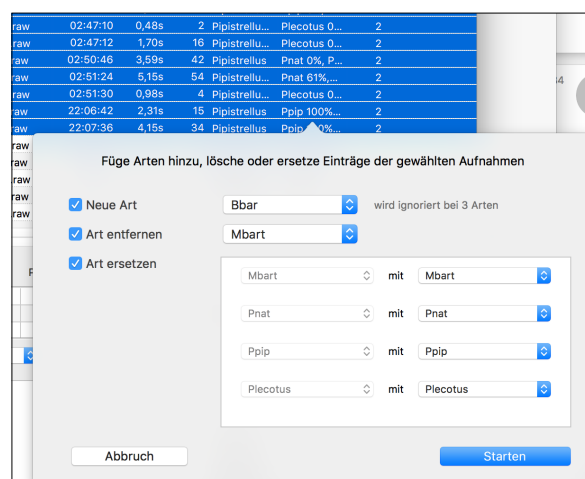 raw 02:47:10 0,48s 2 Pipistrellu... Plecotus 0... 2
raw 02:47:12 1,70s 16 Pipistrellu... Plecotus 0... 2
raw 02:50:46 3,59s 42 Pipistrellus Pnat 0%, P... 2
raw 02:51:24 5,15s 54 Pipistrellus Pnat 61%,... 2
raw 02:51:30 0,98s 4 Pipistrellu... Plecotus 0... 2
raw 22:06:42 2,31s 15 Pipistrellus Ppip 100%... 2
raw 22:07:36 4,15s 34 Pipistrellus Ppip 2
raw
raw
raw
raw
raw
Füge Arten hinzu, lösche oder ersetze Einträge der gewählten Aufnahmen
Neue Art Bbar wird ignoriert bei 3 Arten
Art entfernen Mbart
Art ersetzen
Mbart mit Mbart
Pnat mit Pnat
Ppip mit Ppip
Plecotus mit Plecotus
Abbruch Starten